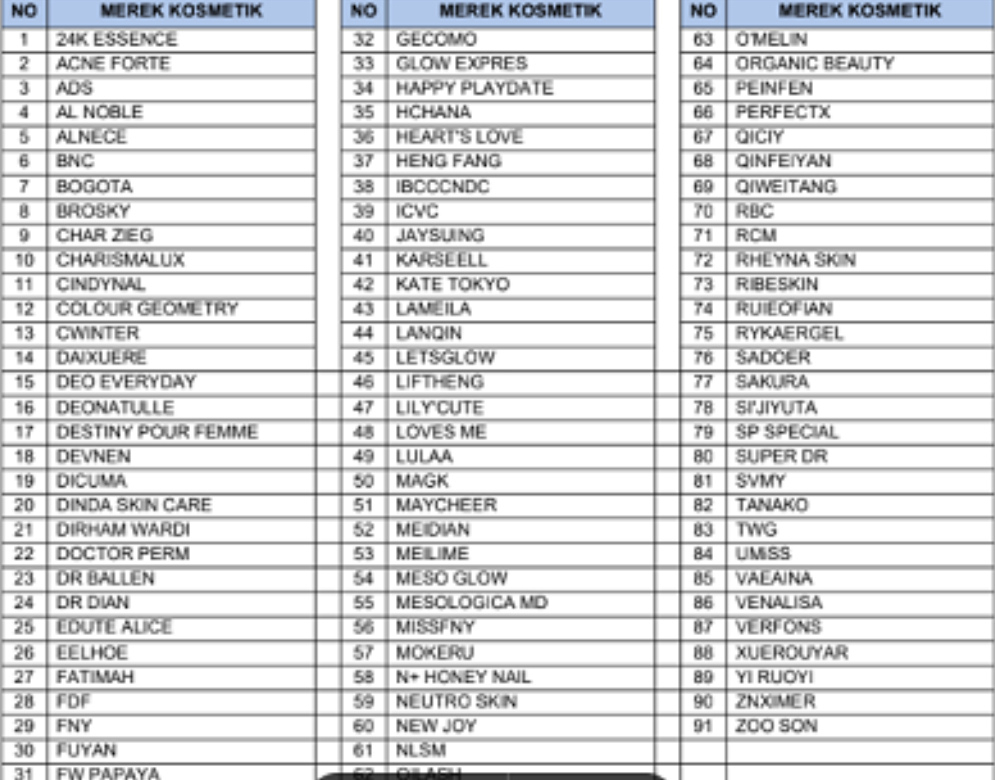 NO MEREK KOSMETIK
1 24K ESSENCE
2 ACNE FORTE
3 ADS
4 AL NOBLE
5 ALNECE
6 BNC
7 BOGOTA
8 BROSKY
9 CHAR ZIEG
10 CHARISMALUX
11 CINDYNAL
12 COLOUR GEOMETRY
13 CWINTER
14 DAIXUERE
15 DEO EVERYDAY
16 DEONATULLE
17 DESTINY POUR FEMME
18 DEVNEN
19 DICUMA
20 DINDA SKIN CARE
21 DIRHAM WARDI
22 DOCTOR PERM
23 DR BALLEN
24 DR DIAN
25 EDUTE ALICE
26 EELHOE
27 FATIMAH
28 FDF
29 FNY
30 FUYAN
31 FW PAPAYA
NO MEREK KOSMETIK
32 GECOMO
33 GLOW EXPRES
34 HAPPY PLAYDATE
35 HCHANA
36 HEART'S LOVE
37 HENG FANG
38 IBCCCNDC
39 ICVC
40 JAYSUING
41 KARSEELL
42 KATE TOKYO
43 LAMEILA
44 LANQIN
45 LETSGLOW
46 LIFTHENG
47 LILY'CUTE
48 LOVES ME
49 LULAA
50 MAGK
51 MAYCHEER
52 MEIDIAN
53 MEILIME
54 MESO GLOW
55 MESOLOGICA MD
56 MISSFNY
57 MOKERU
58 N+ HONEY NAIL
59 NEUTRO SKIN
60 NEW JOY
61 NLSM
62
NO MEREK KOSMETIK
63 O'MELIN
64 ORGANIC BEAUTY
65 PEINFEN
66 PERFECTX
67 QICIY
68 QINFEIYAN
69 QIWEITANG
70 RBC
71 RCM
72 RHEYNA SKIN
73 RIBESKIN
74 RUIEOFIAN
75 RYKAERGEL
76 SADOER
77 SAKURA
78 SI'JIYUTA
79 SP SPECIAL
80 SUPER DR
81 SVMY
82 TANAKO
83 TWG
84 UMISS
85 VAEAINA
86 VENALISA
87 VERFONS
88 XUEROUYAR
89 YI RUOYI
90 ZNXIMER
91 ZOO SON